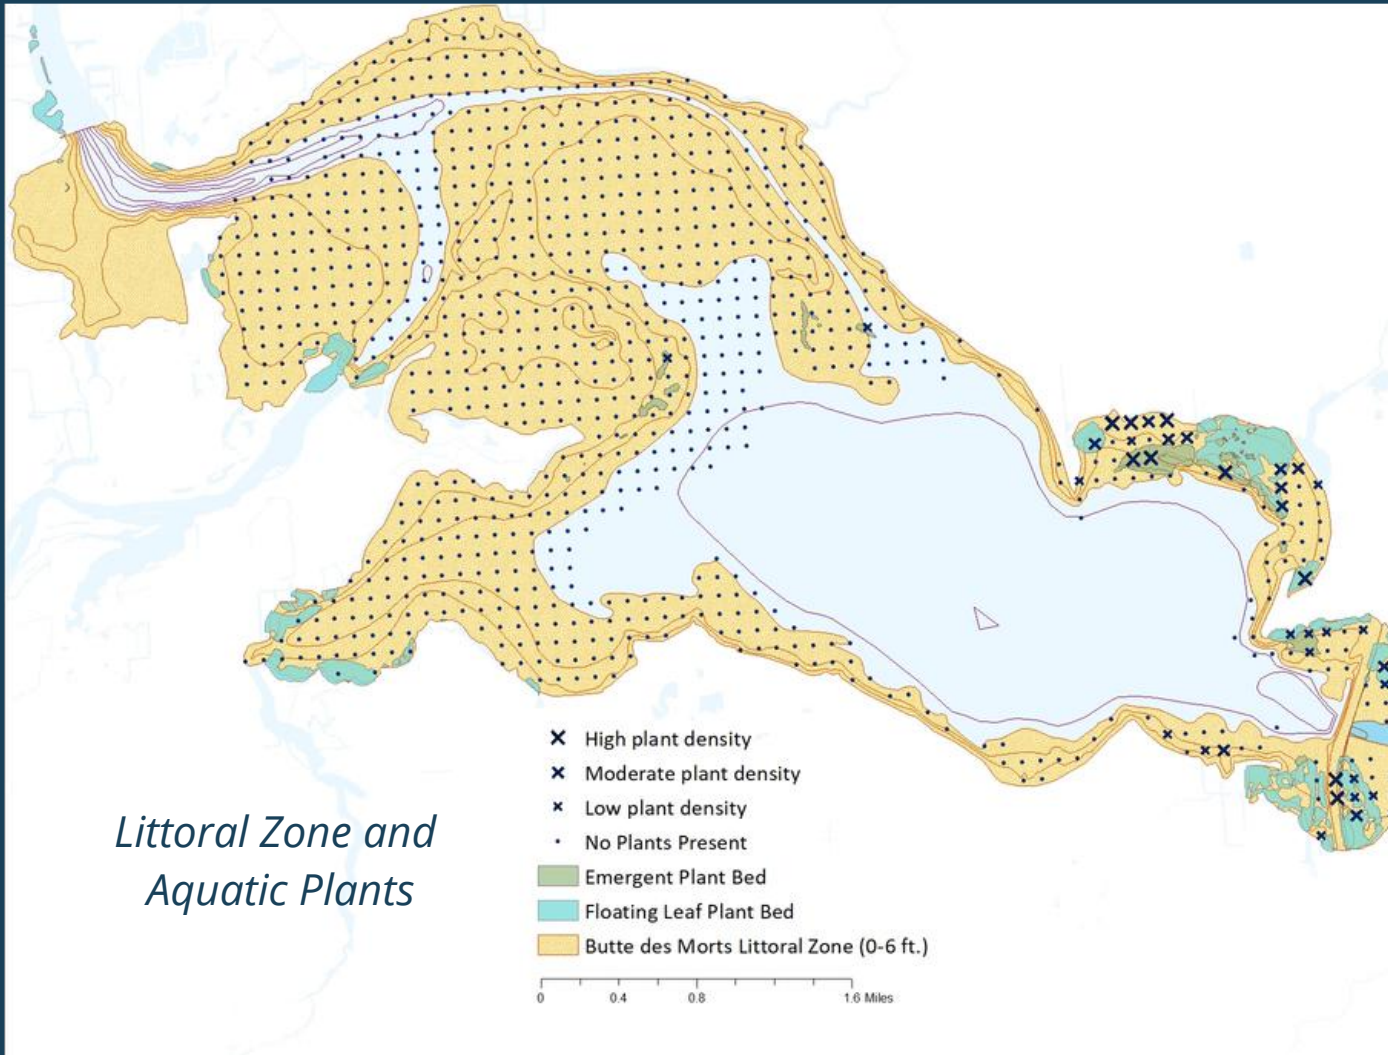 High plant density
Moderate plant density
Low plant density
No Plants Present
Emergent Plant Bed
Floating Leaf Plant Bed
Butte des Morts Littoral Zone (0-6 ft.)
0 0.4 0.8 1.6 Miles
Littoral Zone and
Aquatic Plants